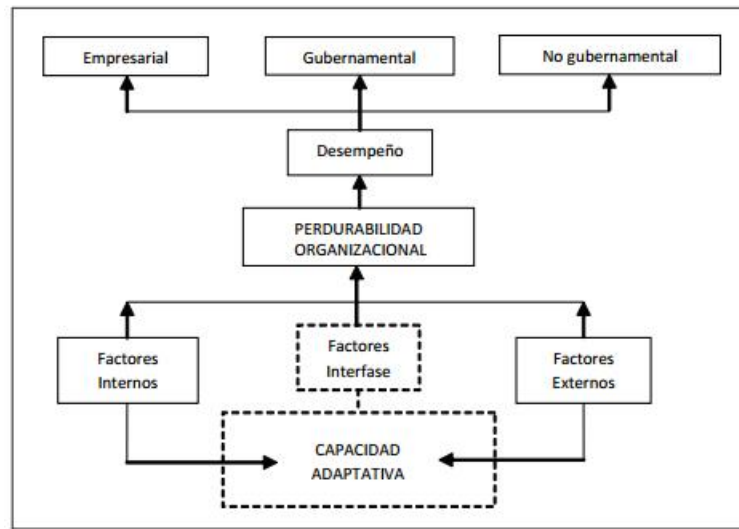 Empresarial
Gubernamental
No gubernamental
Desempeño
PERDURABILIDAD
ORGANIZACIONAL
Factores
Internos
Factores
Interfase
Factores
Externos
CAPACIDAD
ADAPTATIVA